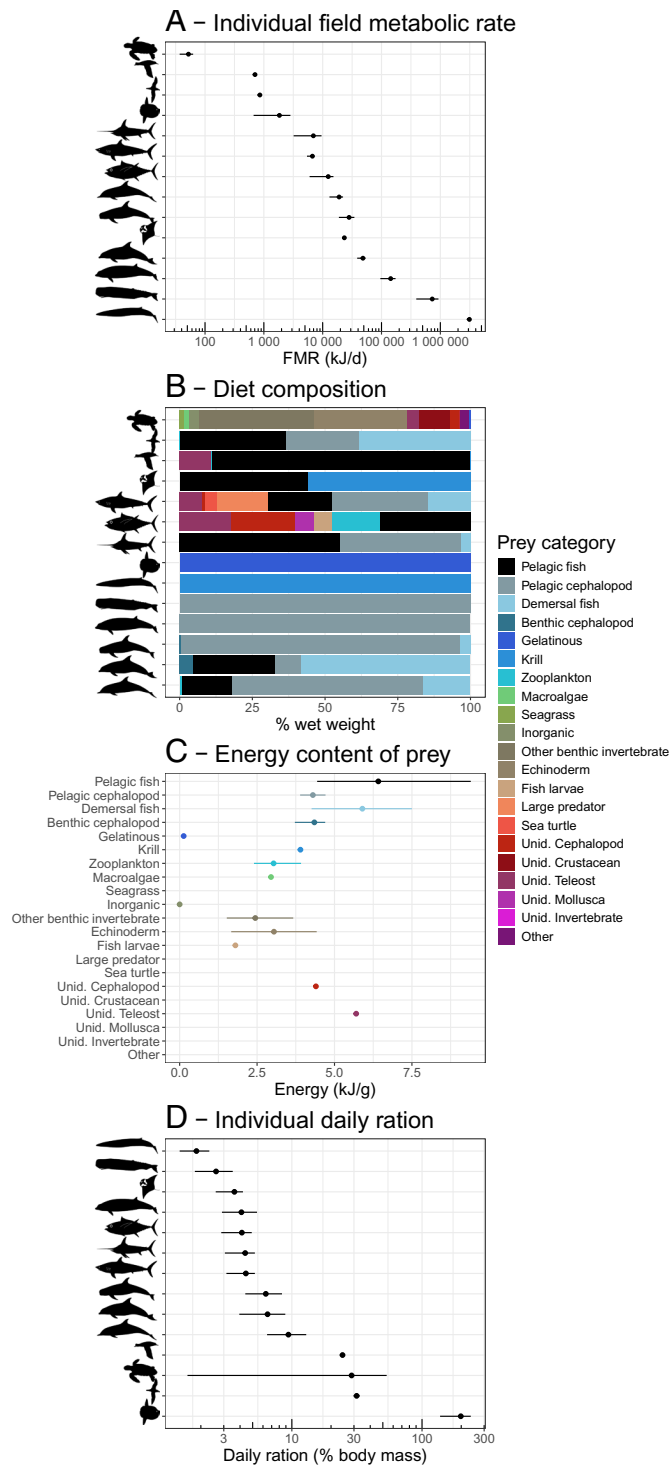 A – Individual field metabolic rate
100
1 000
10 000
100 000
1 000 000
FMR (kJ/d)
B – Diet composition
0
25
50
75
100
% wet weight
Prey category
Pelagic fish
Pelagic cephalopod
Demersal fish
Benthic cephalopod
Gelatinous
Krill
Zooplankton
Macroalgae
Seagrass
Inorganic
Other benthic invertebrate
Echinoderm
Fish larvae
Large predator
Sea turtle
Unid. Cephalopod
Unid. Crustacean
Unid. Teleost
Unid. Mollusca
Unid. Invertebrate
Other
C – Energy content of prey
Pelagic fish
Pelagic cephalopod
Demersal fish
Benthic cephalopod
Gelatinous
Krill
Zooplankton
Macroalgae
Seagrass
Inorganic
Other benthic invertebrate
Echinoderm
Fish larvae
Large predator
Sea turtle
Unid. Cephalopod
Unid. Crustacean
Unid. Teleost
Unid. Mollusca
Unid. Invertebrate
Other
0.0
2.5
5.0
7.5
Energy (kJ/g)
D – Individual daily ration
3
10
30
100
300
Daily ration (% body mass)